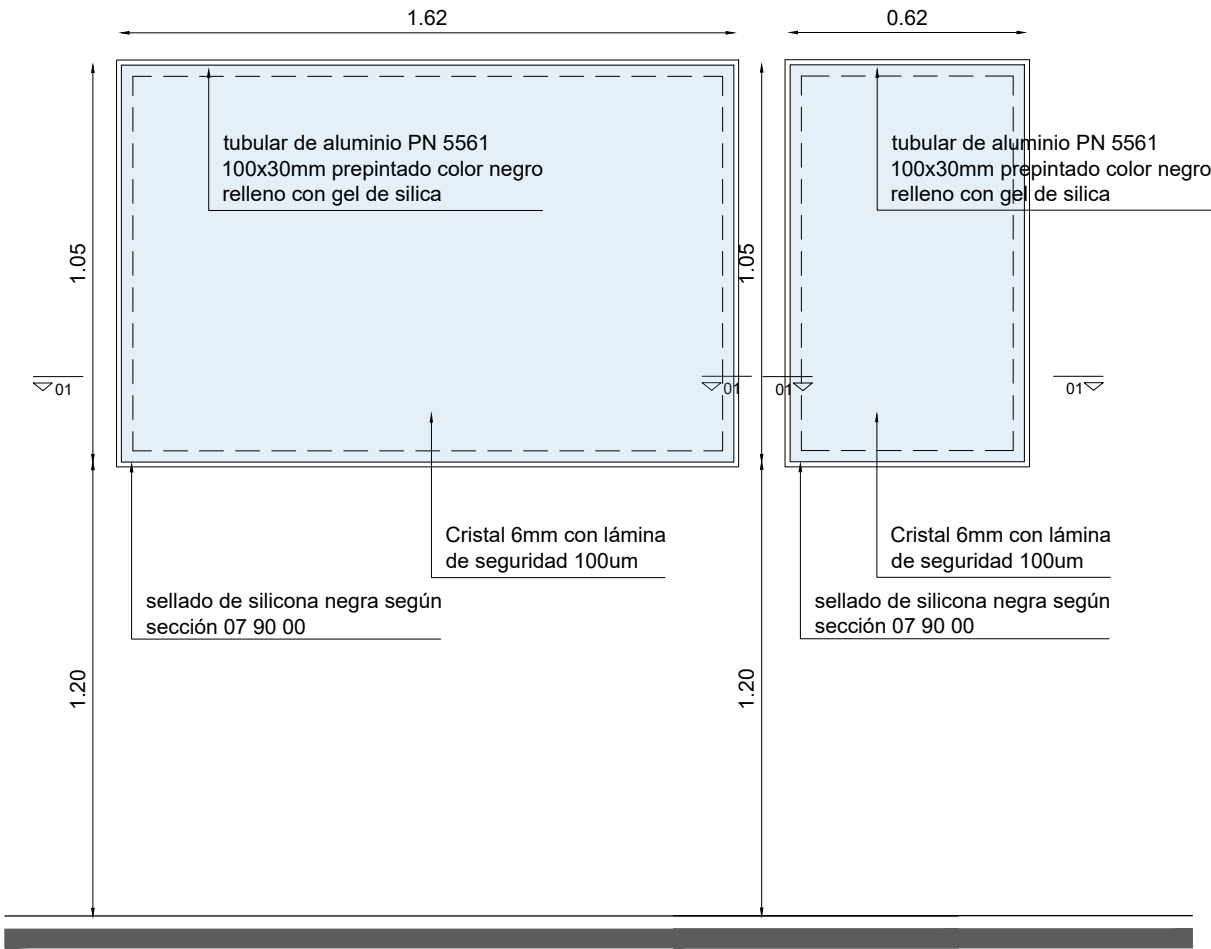 1.62
0.62
tubular de aluminio PN 5561
100x30mm prepintado color negro
relleno con gel de silica
tubular de aluminio PN 5561
100x30mm prepintado color negro
relleno con gel de silica
1.05
1.05
01
01
01
01
Cristal 6mm con lámina
de seguridad 100um
Cristal 6mm con lámina
de seguridad 100um
sellado de silicona negra según
sección 07 90 00
sellado de silicona negra según
sección 07 90 00
1.20
1.20